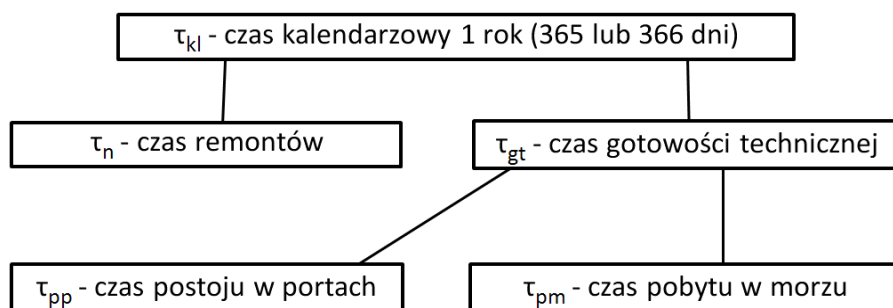 τkl - czas kalendarzowy 1 rok (365 lub 366 dni)
τn - czas remontów
τgt - czas gotowości technicznej
τpp - czas postoju w portach
τpm - czas pobytu w morzu